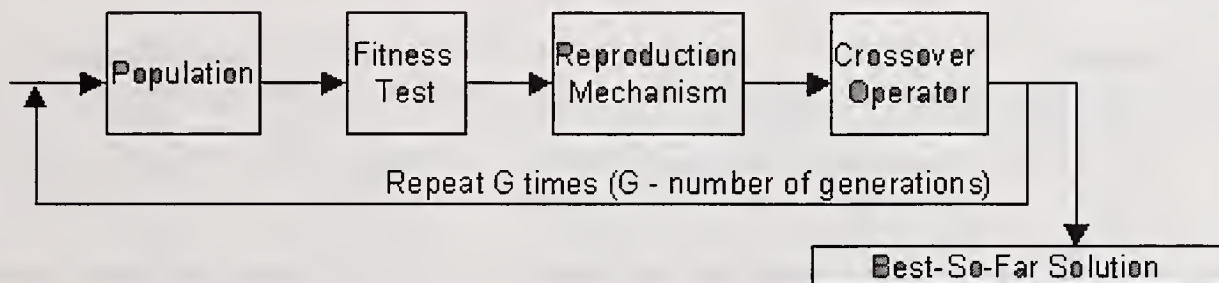 Population
Fitness
Test
Reproduction
Mechanism
Crossover
Operator
Repeat G times (G - number of generations)
Best-So-Far Solution